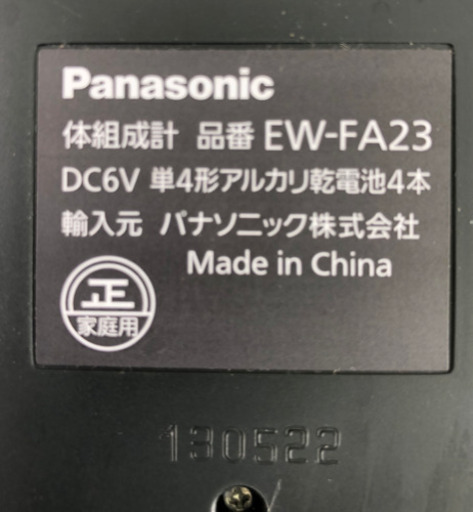 Panasonic
体組成計 品番 EW-FA23
DC6V 単4形アルカリ乾電池4本
輸入元 パナソニック株式会社
Made in China
正
家庭用
130522